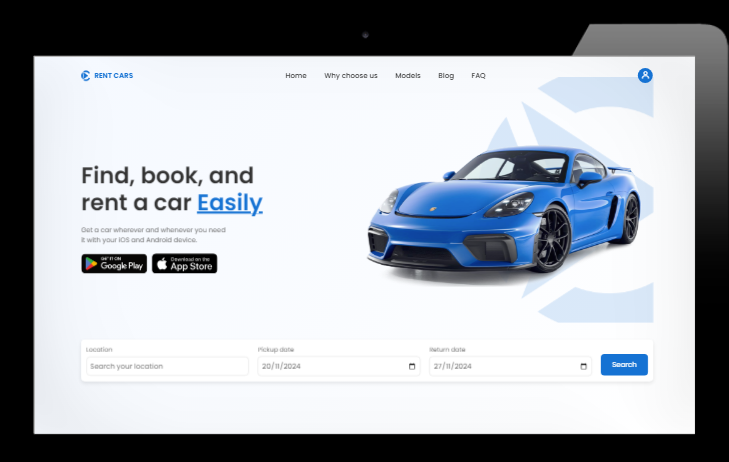 RENT CARS
Home Why choose us Models Blog FAQ
Find, book, and
rent a car Easily
Get a car wherever and whenever you need
it with your iOS and Android device.
GET IT ON
Google Play
Download on the
App Store
Location
Search your location
Pickup date
20/11/2024
Return date
27/11/2024
Search